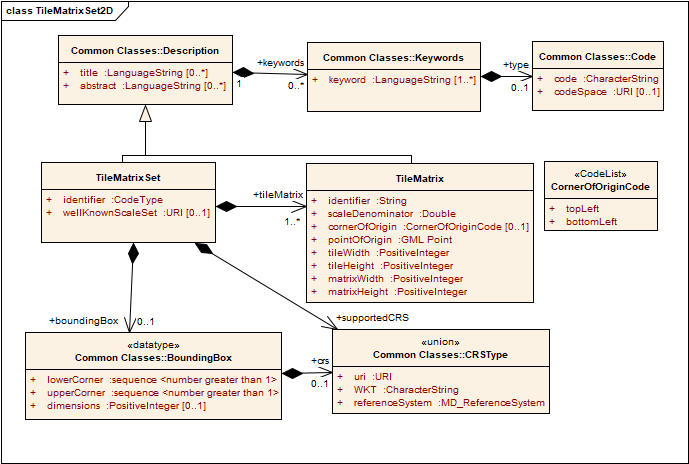 class TileMatrixSet2D
Common Classes::Description
+ title :LanguageString [0..*]
+ abstract :LanguageString [0..*]
+keywords
1
0..*
Common Classes::Keywords
+ keyword :LanguageString [1..*]
+type
0..1
Common Classes::Code
+ code :CharacterString
+ codeSpace :URI [0..1]
TileMatrixSet
+ identifier :CodeType
+ wellKnownScaleSet :URI [0..1]
+tileMatrix
1..*
TileMatrix
+ identifier :String
+ scaleDenominator :Double
+ cornerOfOrigin :CornerOfOriginCode [0..1]
+ pointOfOrigin :GML Point
+ tileWidth :PositiveInteger
+ tileHeight :PositiveInteger
+ matrixWidth :PositiveInteger
+ matrixHeight :PositiveInteger
«CodeList»
CornerOfOriginCode
+ topLeft
+ bottomLeft
+boundingBox
0..1
+supportedCRS
«datatype»
Common Classes::BoundingBox
+ lowerCorner :sequence <number greater than 1>
+ upperCorner :sequence <number greater than 1>
+ dimensions :PositiveInteger [0..1]
+crs
0..1
«union»
Common Classes::CRSType
+ uri :URI
+ WKT :CharacterString
+ referenceSystem :MD_ReferenceSystem